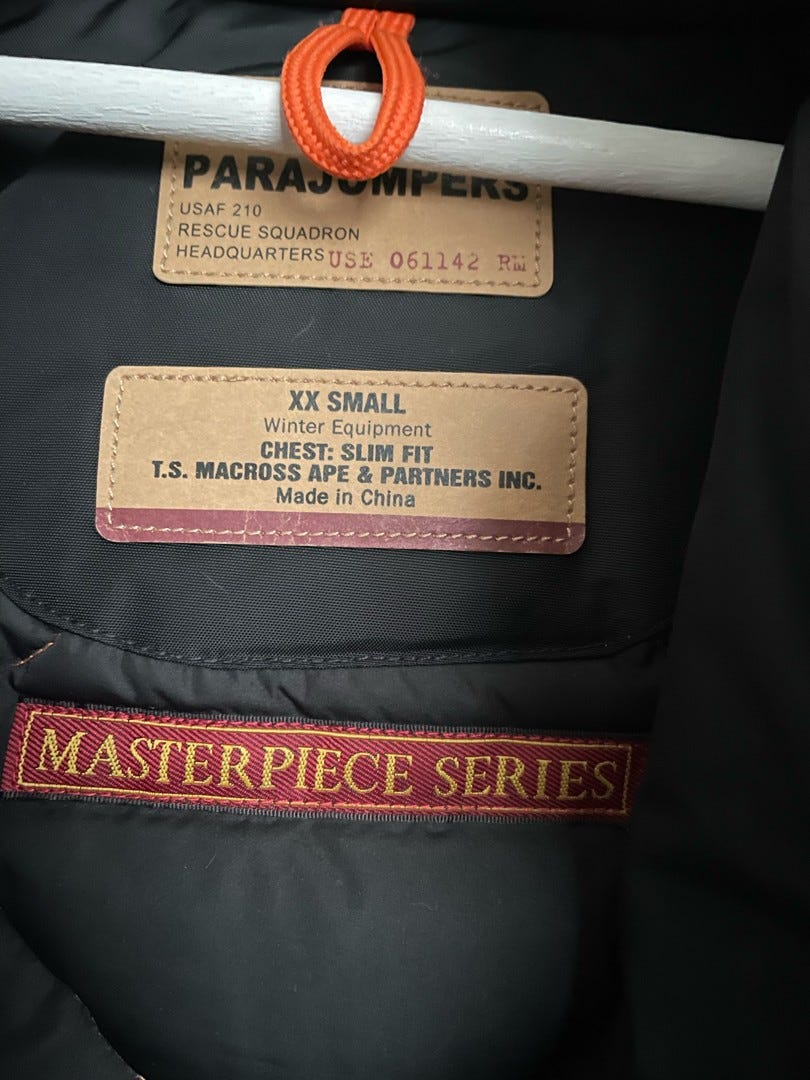 PARAJUMPERS
USAF 210
RESCUE SQUADRON
HEADQUARTERS USE 061142 RW
XX SMALL
Winter Equipment
CHEST: SLIM FIT
T.S. MACROSS APE & PARTNERS INC.
Made in China
MASTERPIECE SERIES